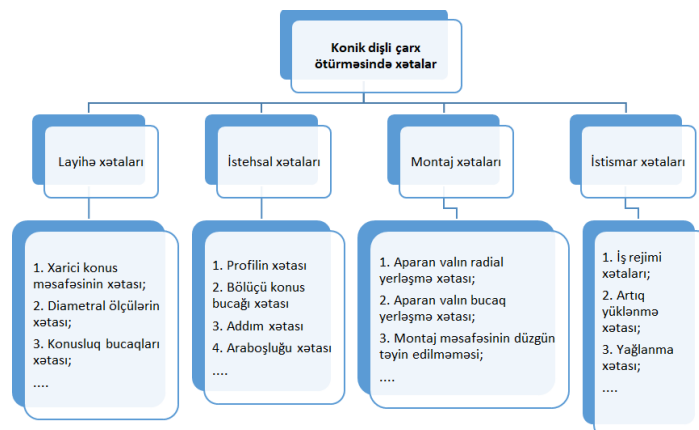 Konik dişli çarx
ötürməsində xətalar
Layihə xətaları
İstehsal xətaları
Montaj xətaları
İstismar xətaları
1. Xarici konus
məsafəsinin xətası;
2. Diametral ölçülərin
xətası;
3. Konusluq bucaqları
xətası;
....
1. Profilin xətası
2. Bölüçü konus
bucağı xətası
3. Addım xətası
4. Araboşluğu xətası
....
1. Aparan valın radial
yerləşmə xətası;
2. Aparan valın bucaq
yerləşmə xətası;
3. Montaj məsafəsinin düzgün
təyin edilməməsi;
....
1. İş rejimi
xətaları;
2. Artıq
yüklənmə
xətası;
3. Yağlanma
xətası;
....